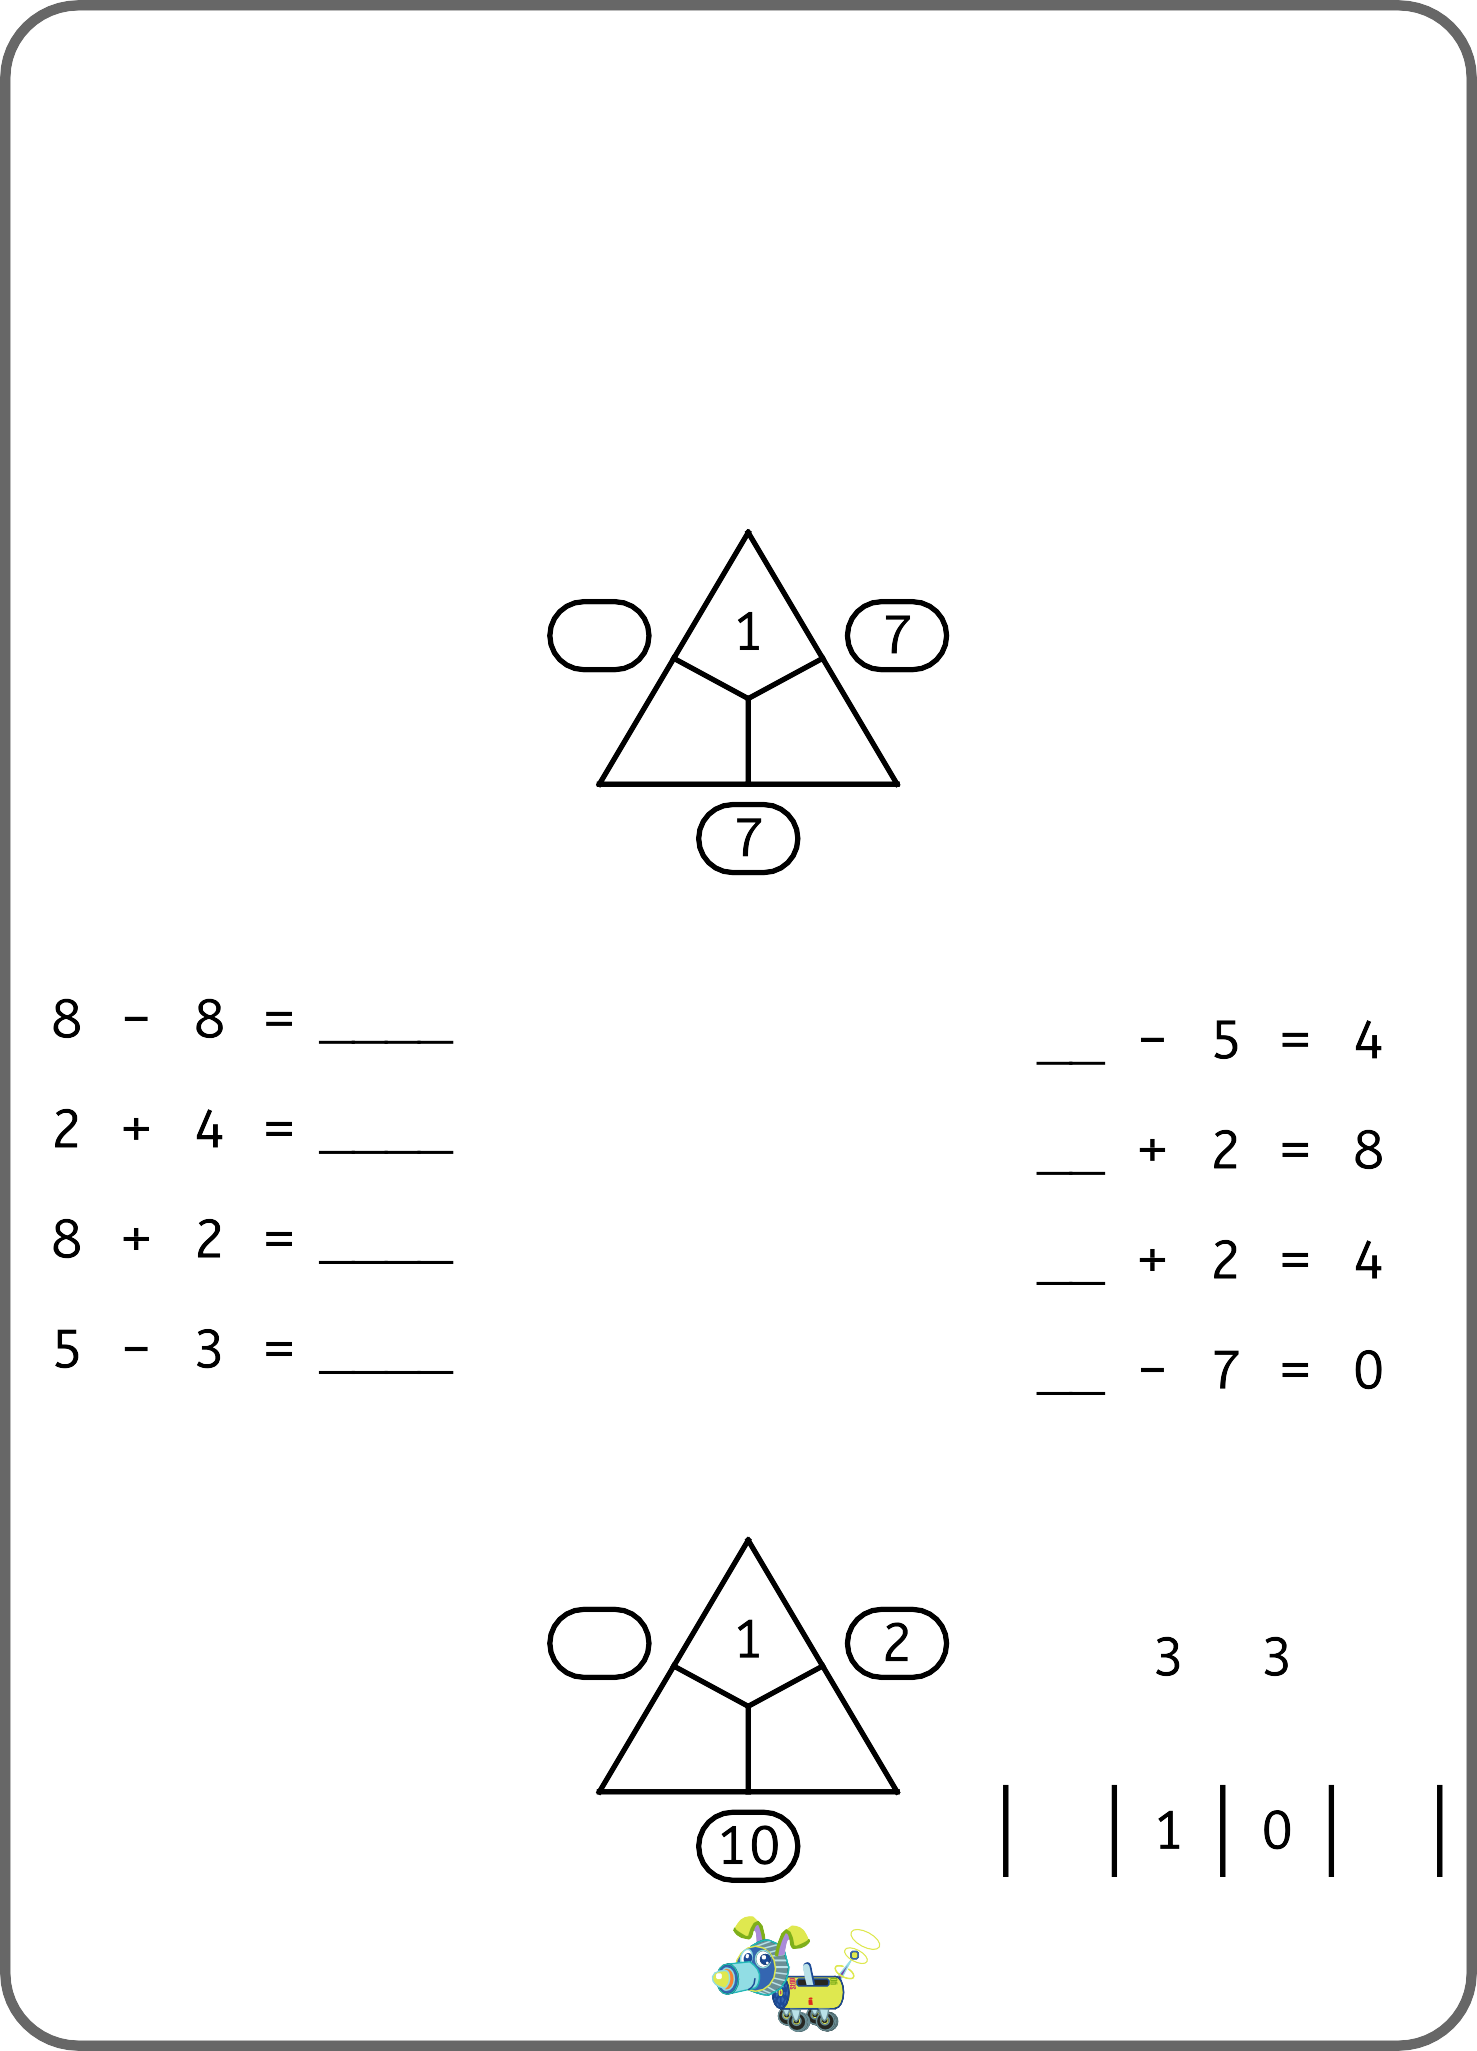 1
7
7
8 - 8 = ____
2 + 4 = ____
8 + 2 = ____
5 - 3 = ____
__ - 5 = 4
__ + 2 = 8
__ + 2 = 4
__ - 7 = 0
1
2
10
3 3
| | 1 | 0 | |